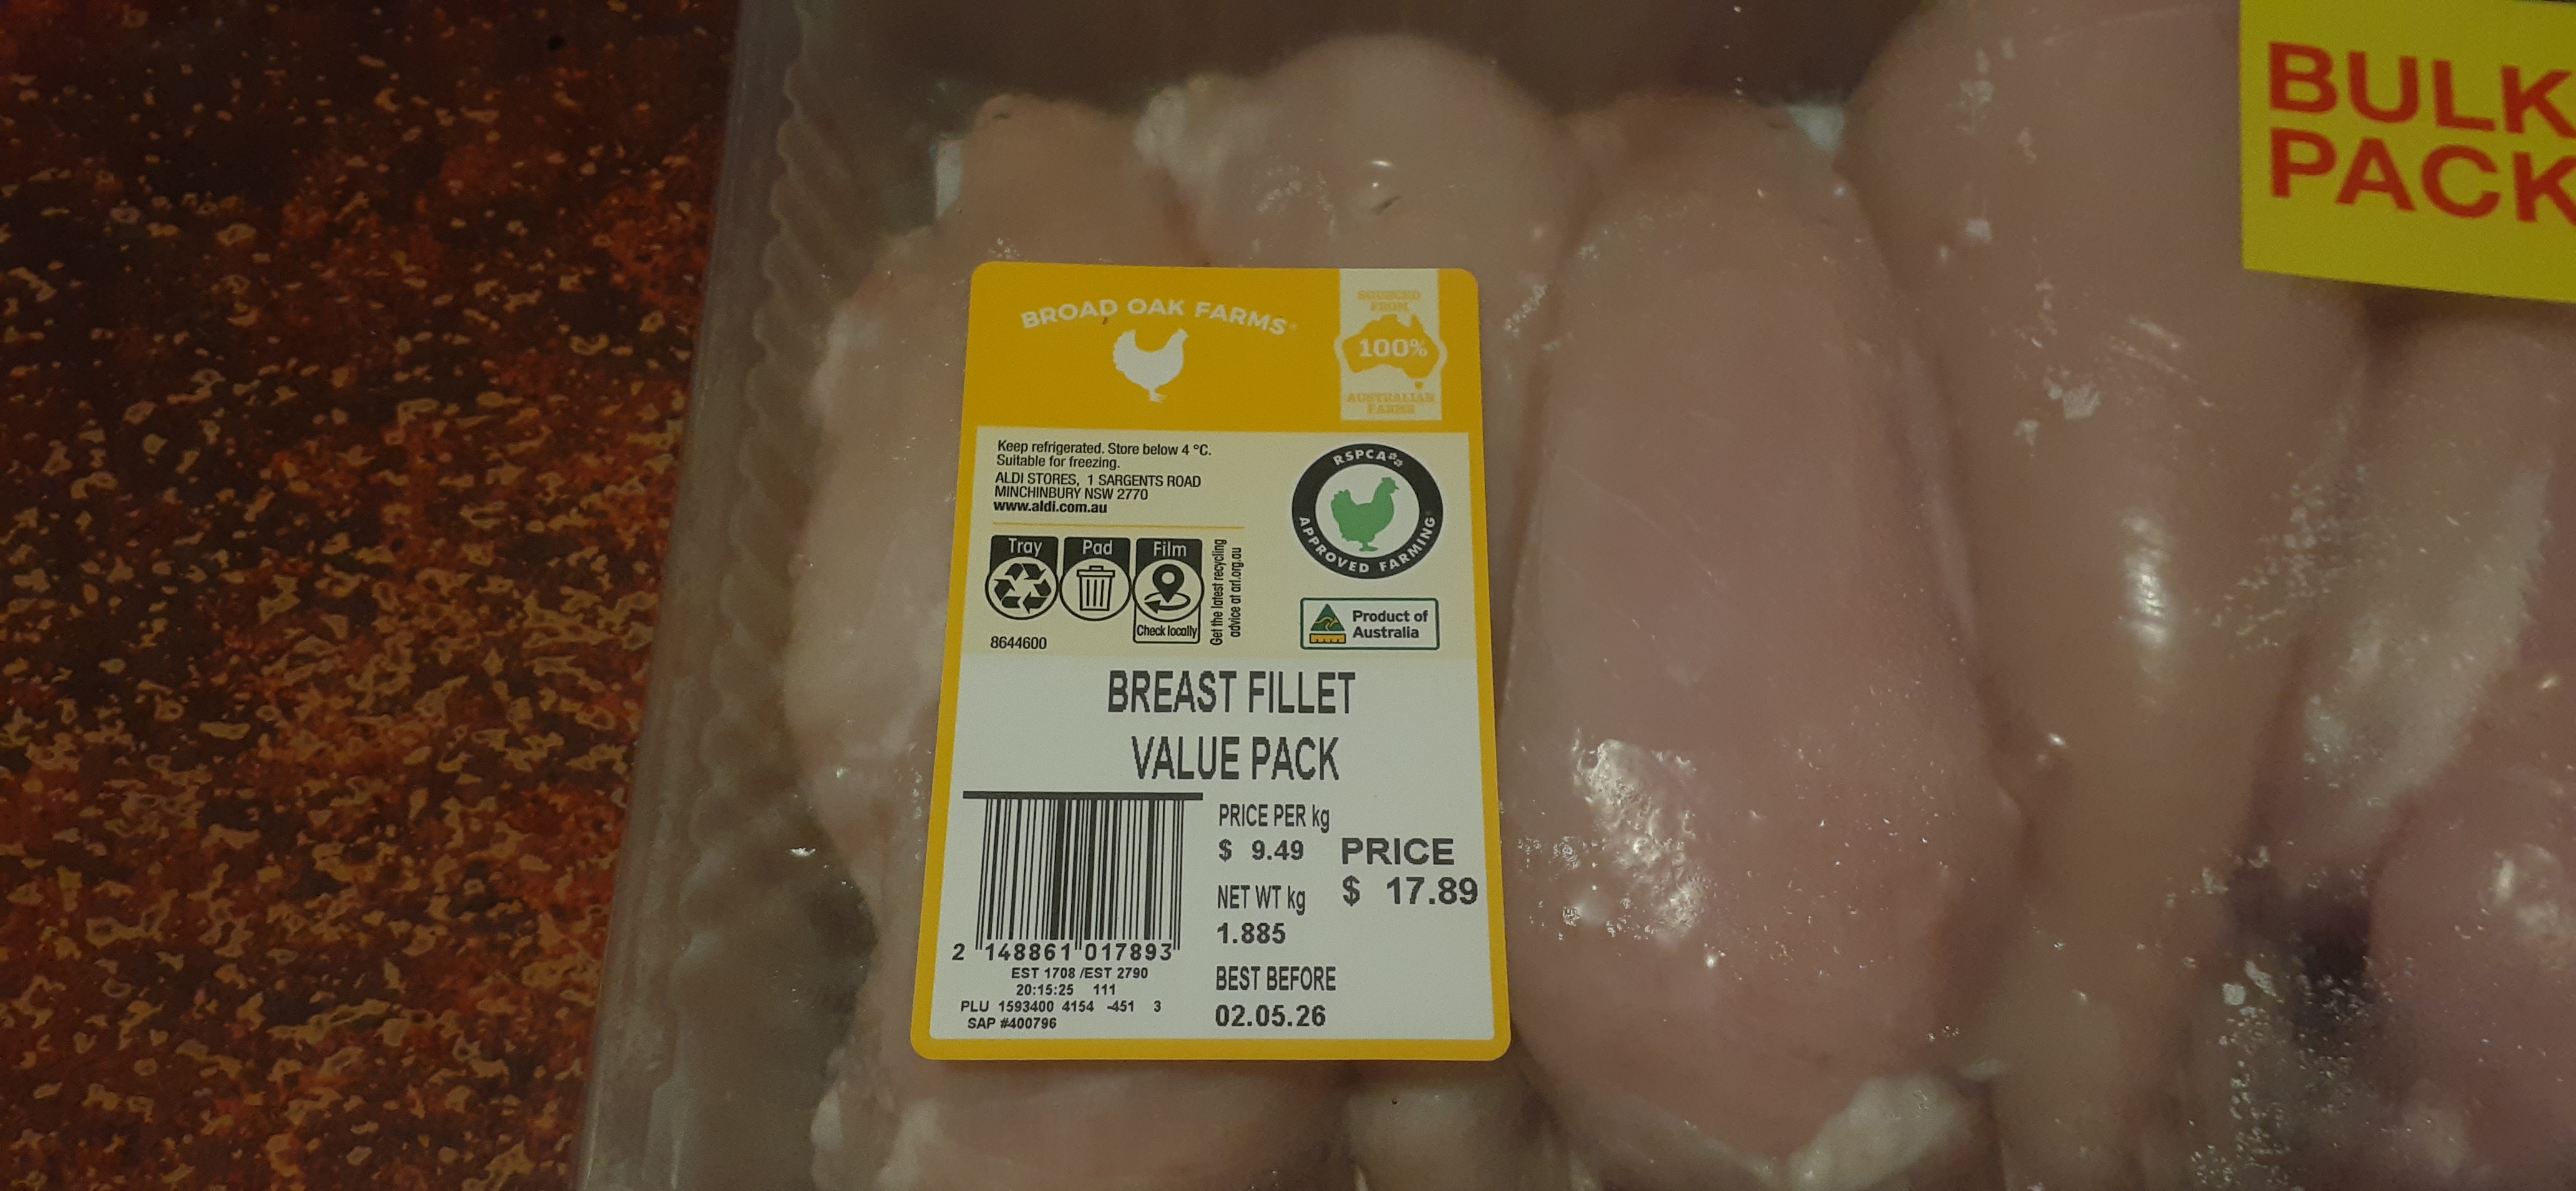 BULK
PACK
BROAD OAK FARMS®
SOURCED
FROM
100%
AUSTRALIAN
FARMS
Keep refrigerated. Store below 4 °C.
Suitable for freezing.
ALDI STORES, 1 SARGENTS ROAD
MINCHINBURY NSW 2770
www.aldi.com.au
RSPCA
APPROVED FARMING
Tray
Pad
Film
Check locally
Get the latest recycling
advice at arl.org.au
8644600
Product of
Australia
BREAST FILLET
VALUE PACK
PRICE PER kg
$ 9.49
PRICE
$ 17.89
NET WT kg
1.885
BEST BEFORE
02.05.26
2 148861 017893
EST 1708 /EST 2790
20:15:25 111
PLU 1593400 4154 -451 3
SAP #400796